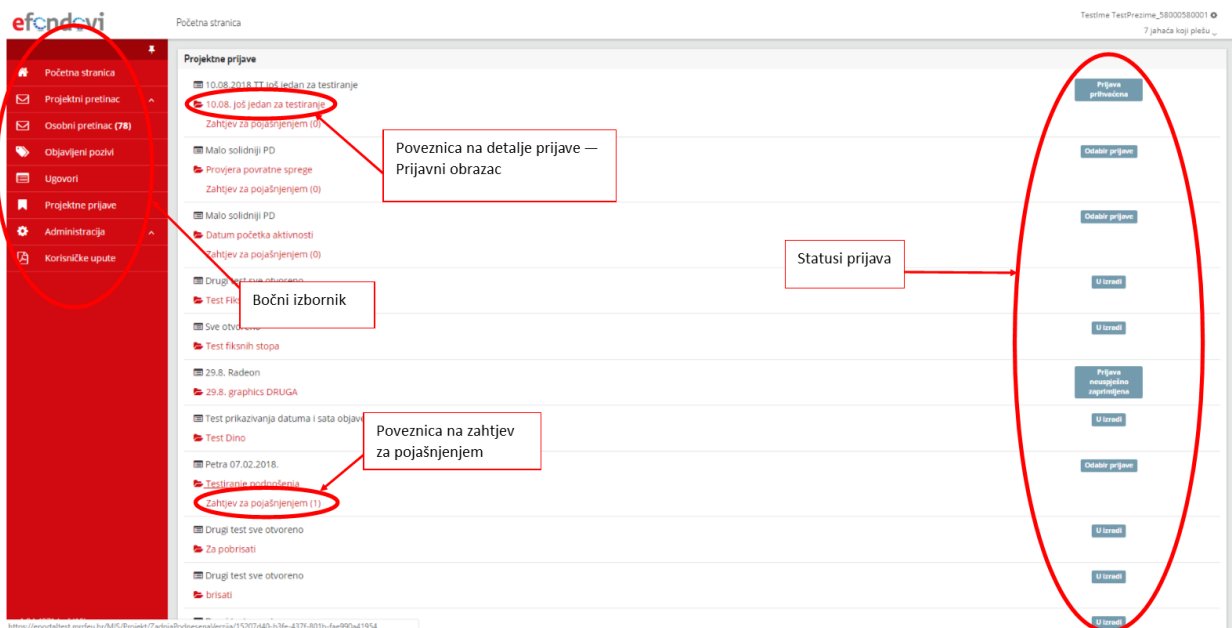 efondovi
Početna stranica
TestIme TestPrezime_58000580001
7 jahača koji plešu
Početna stranica
Projektni pretinac
Osobni pretinac (78)
Objavljeni pozivi
Ugovori
Projektne prijave
Administracija
Korisničke upute
Projektne prijave
10.08.2018 TT Još jedan za testiranje
Prijava
prihvaćena
10.08. još jedan za testiranje
Zahtjev za pojašnjenjem (0)
Malo solidniji PD
Odabir prijave
Provjera povratne sprege
Zahtjev za pojašnjenjem (0)
Malo solidniji PD
Odabir prijave
Datum početka aktivnosti
Zahtjev za pojašnjenjem (0)
Drugi test sve otvoreno
U izradi
Test Fik
Sve otvoreno
U izradi
Test fiksnih stopa
29.8. Radeon
Prijava
neuspješno
zaprimljena
29.8. graphics DRUGA
Test prikazivanja datuma i sata objave
U izradi
Test Dino
Petra 07.02.2018.
Odabir prijave
Testiranje podnošenja
Zahtjev za pojašnjenjem (1)
Drugi test sve otvoreno
U izradi
Za pobrisati
Drugi test sve otvoreno
U izradi
brisati
U izradi
Poveznica na detalje prijave —
Prijavni obrazac
Statusi prijava
Bočni izbornik
Poveznica na zahtjev
za pojašnjenjem